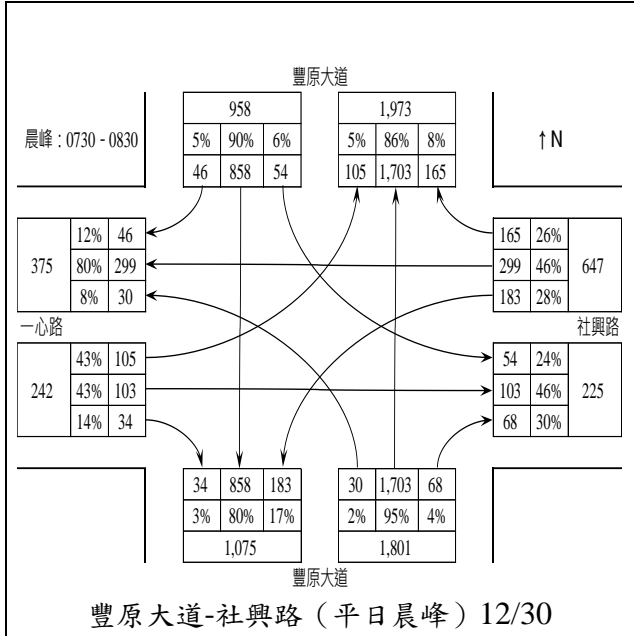 豐原大道
958 1,973
晨峰：0730 - 0830 5% 90% 6% 5% 86% 8% ↑N
46 858 54 105 1,703 165
12% 46 165 26%
375 80% 299 299 46% 647
8% 30 183 28%
一心路 社興路
43% 105 54 24%
242 43% 103 103 46% 225
14% 34 68 30%
34 858 183 30 1,703 68
3% 80% 17% 2% 95% 4%
1,075 1,801
豐原大道
豐原大道-社興路（平日晨峰）12/30